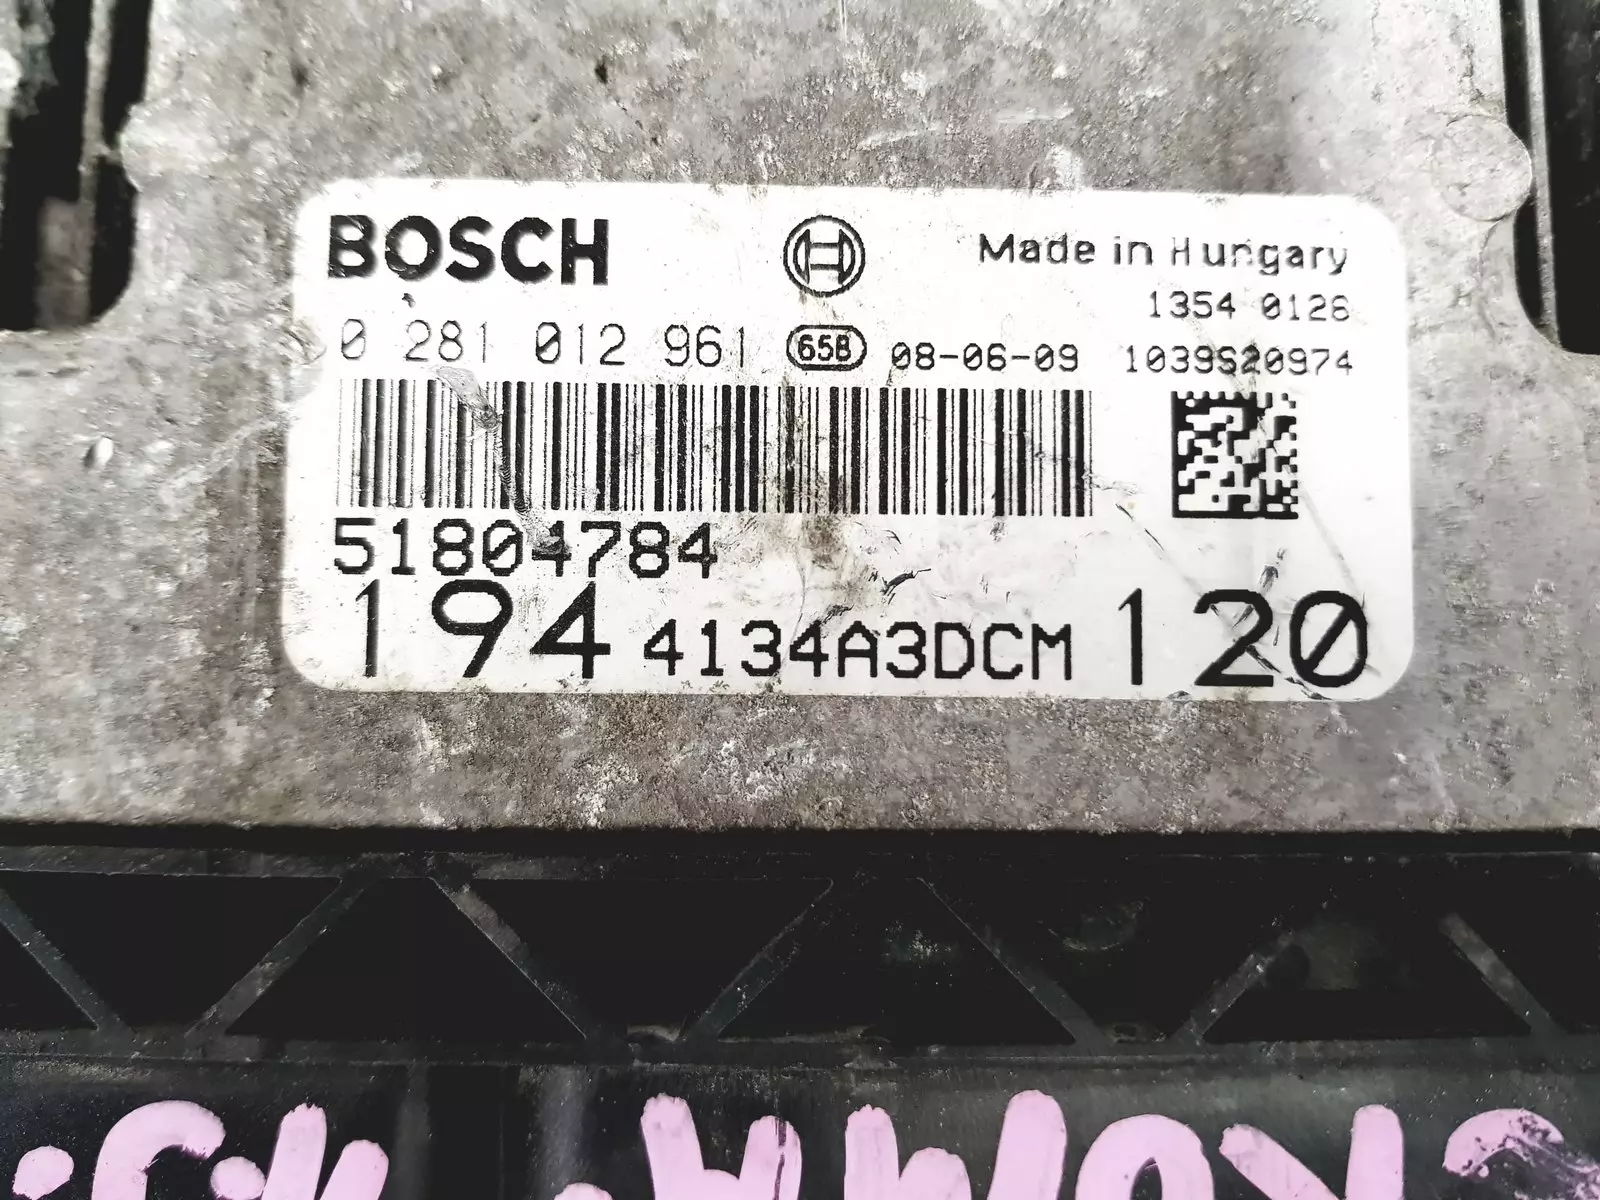 BOSCH Made in Hungary
1354 0126
0 281 012 961 658 08-06-09 1039S20974
51804784
194 4134A3DCM 120